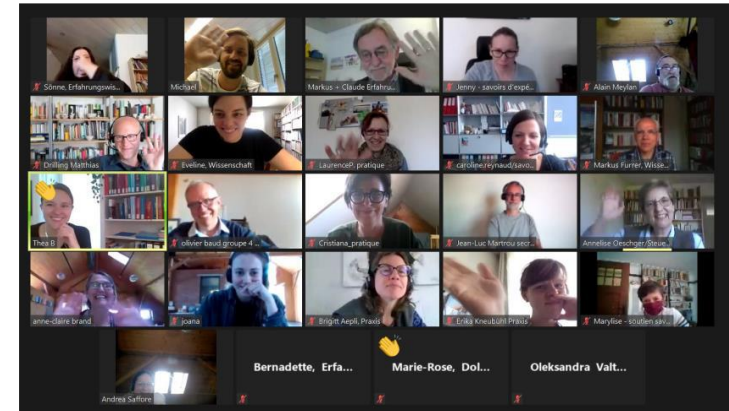 Sönne, Erfahrungswis...
Michael
Markus + Claude Erfahru...
Jenny - savoirs d'expé...
Alain Meylan
Drilling Matthias
Eveline, Wissenschaft
LaurenceP, pratique
caroline.reynaud/savo...
Markus Furrer, Wisse...
Thea B
olivier baud groupe 4 ...
Cristiana_pratique
Jean-Luc Martrou secr...
Annelise Oeschger/Steue...
anne-claire brand
joana
Brigitt Aepli, Praxis
Erika Kneubühl Praxis
Marylise - soutien sav...
Andrea Saffore
Bernadette, Erfa...
Marie-Rose, Dol...
Oleksandra Valt...